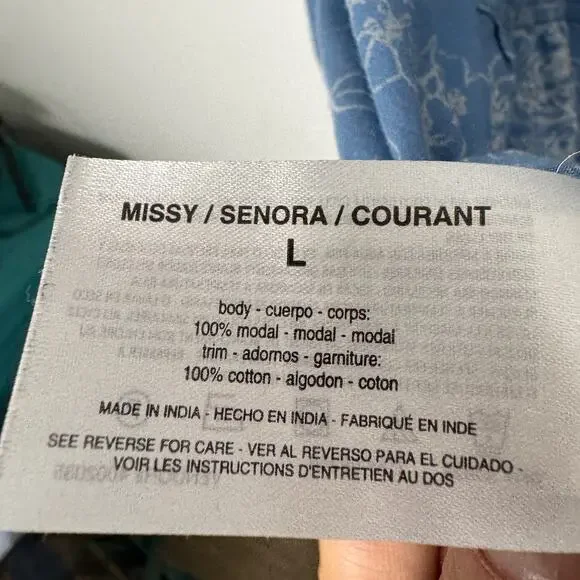 MISSY / SENORA / COURANT
L
body - cuerpo - corps:
100% modal - modal - modal
trim - adornos - garniture:
100% cotton - algodon - coton
MADE IN INDIA - HECHO EN INDIA - FABRIQUÉ EN INDE
SEE REVERSE FOR CARE - VER AL REVERSO PARA EL CUIDADO -
VOIR LES INSTRUCTIONS D'ENTRETIEN AU DOS